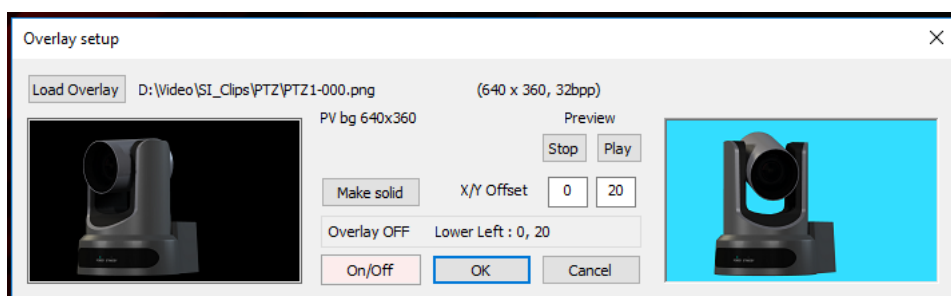 Overlay setup
Load Overlay D:\Video\SI_Clips\PTZ\PTZ1-000.png (640 x 360, 32bpp)
PV bg 640x360 Preview
Stop Play
Make solid X/Y Offset 0 20
Overlay OFF Lower Left : 0, 20
On/Off OK Cancel